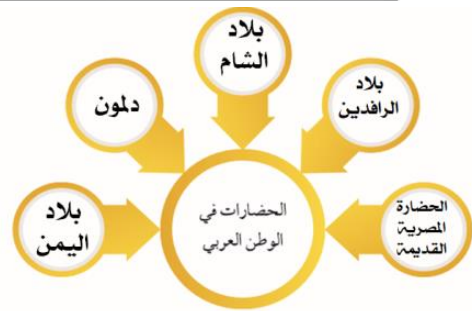 بلاد
الشام
بلاد
الرافدين
دلمون
الحضارة
المصرية
القديمة
الحضارات في
الوطن العربي
بلاد
اليمن